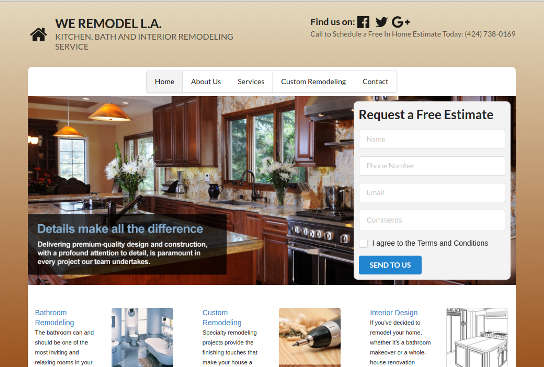 WE REMODEL L.A.
KITCHEN, BATH AND INTERIOR REMODELING
SERVICE
Find us on:
Call to Schedule a Free In Home Estimate Today: (424) 738-0169
Home About Us Services Custom Remodeling Contact
Request a Free Estimate
Name
Phone Number
Email
Comments
I agree to the Terms and Conditions
SEND TO US
Details make all the difference
Delivering premium-quality design and construction,
with a profound attention to detail, is paramount in
every project our team undertakes.
Bathroom
Remodeling
The bathroom can and
should be one of the
most inviting and
relaxing rooms in your
Custom
Remodeling
Specialty remodeling
projects provide the
finishing touches that
make your house a
Interior Design
If you've decided to
remodel your home,
whether it's a bathroom
makeover or a whole-
house renovation